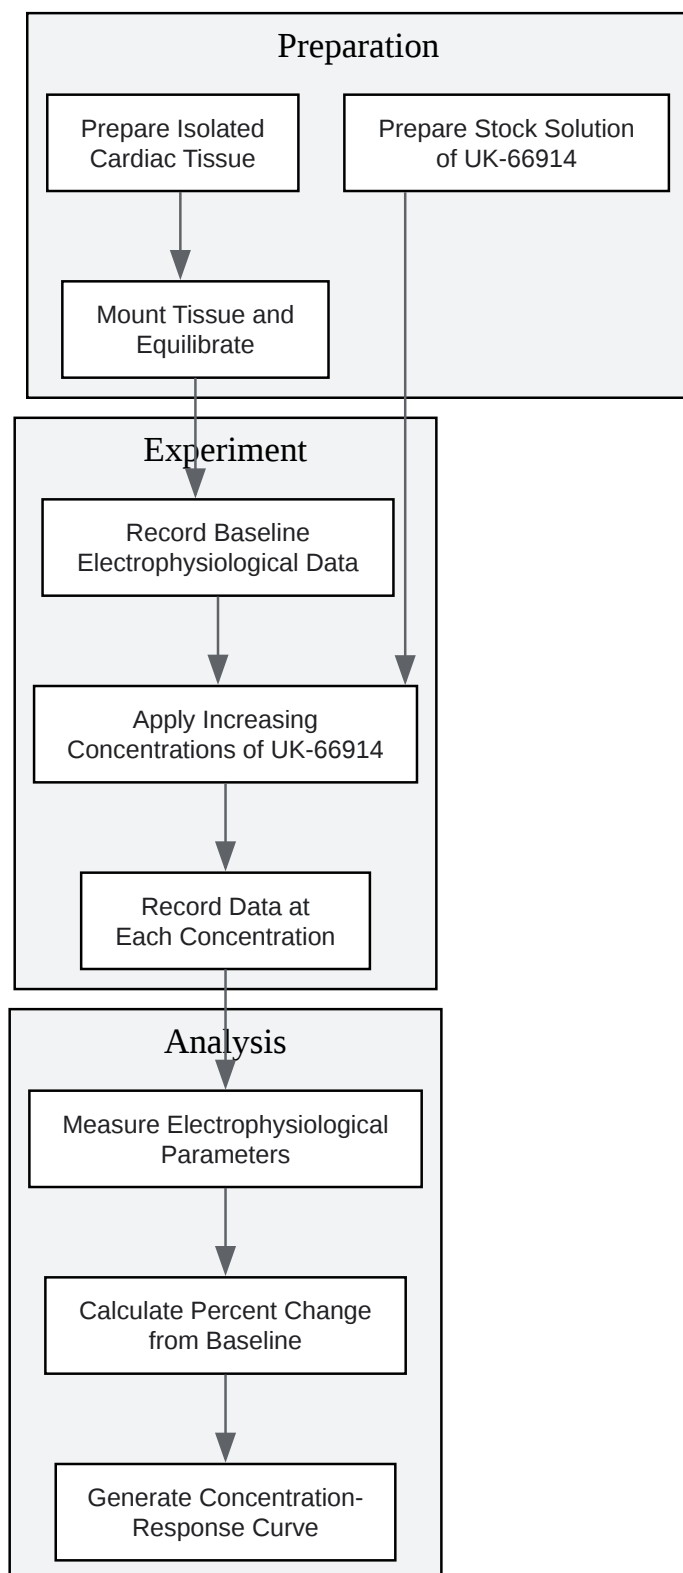 Preparation
Prepare Isolated
Cardiac Tissue
Prepare Stock Solution
of UK-66914
Mount Tissue and
Equilibrate
Experiment
Record Baseline
Electrophysiological Data
Apply Increasing
Concentrations of UK-66914
Record Data at
Each Concentration
Analysis
Measure Electrophysiological
Parameters
Calculate Percent Change
from Baseline
Generate Concentration-
Response Curve